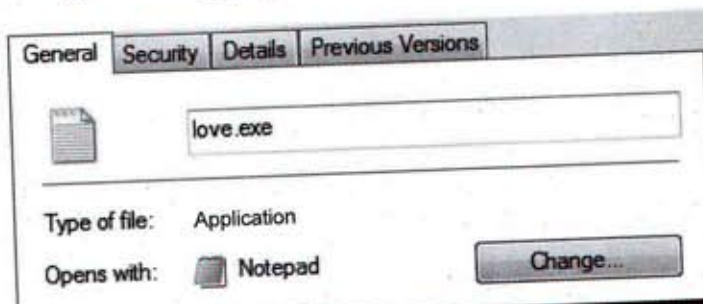 General Security Details Previous Versions
love.exe
Type of file: Application
Opens with: Notepad Change...